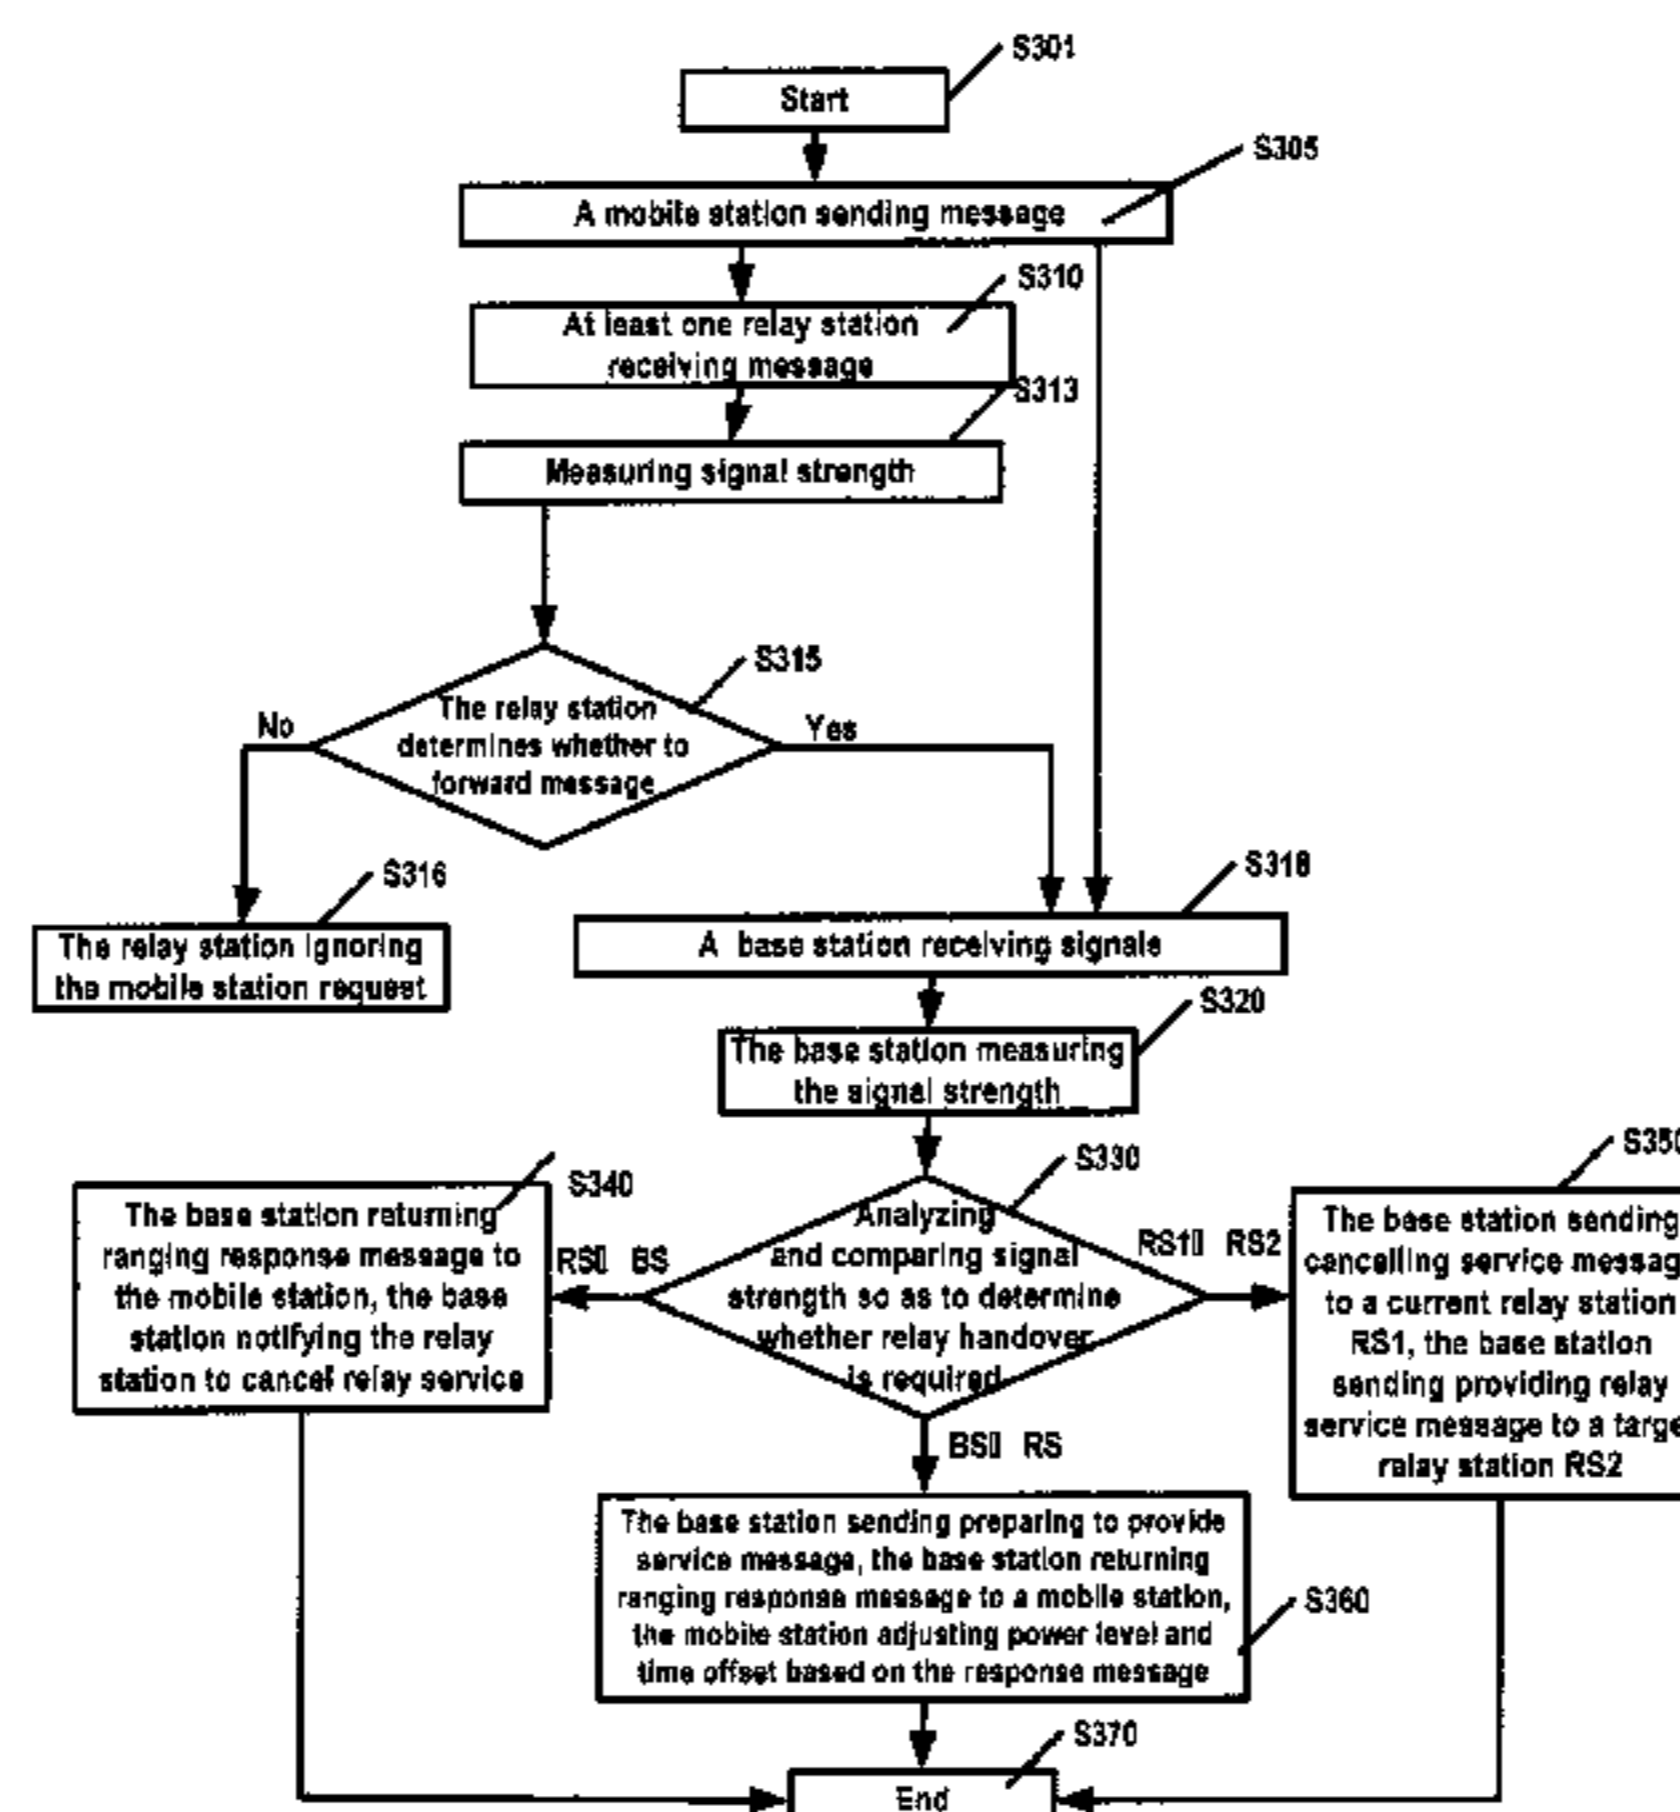 S301
Start
S305
A mobile station sending message
S310
At least one relay station
receiving message
S313
Measuring signal strength
S315
The relay station
determines whether to
forward message
No
Yes
S316
The relay station ignoring
the mobile station request
S318
A base station receiving signals
S320
The base station measuring
the signal strength
S330
Analyzing
and comparing signal
strength so as to determine
whether relay handover
is required
RS BS
RS1 RS2
BS RS
S340
The base station returning
ranging response message to
the mobile station, the base
station notifying the relay
station to cancel relay service
S350
The base station sending
cancelling service messag
to a current relay station
RS1, the base station
sending providing relay
service message to a targe
relay station RS2
The base station sending preparing to provide
service message, the base station returning
ranging response message to a mobile station,
the mobile station adjusting power level and
time offset based on the response message
S360
S370
End